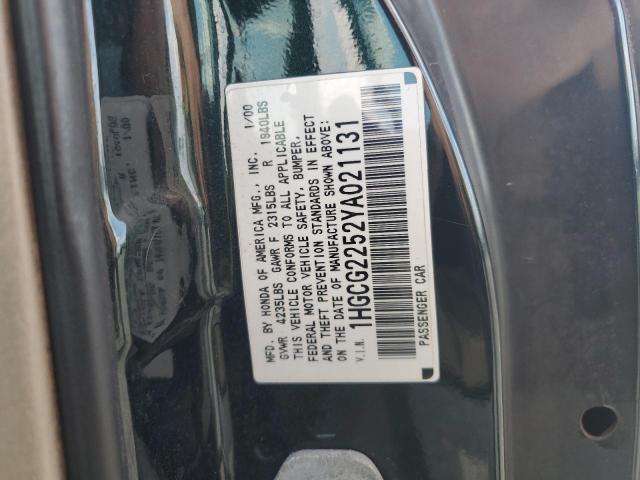 MFD. BY HONDA OF AMERICA MFG., INC. 1/00
GVWR 4235LBS GAWR F 2315LBS R 1940LBS
THIS VEHICLE CONFORMS TO ALL APPLICABLE
FEDERAL MOTOR VEHICLE SAFETY, BUMPER,
AND THEFT PREVENTION STANDARDS IN EFFECT
ON THE DATE OF MANUFACTURE SHOWN ABOVE:
V.I.N. 1HGCG2252YA021131
PASSENGER CAR